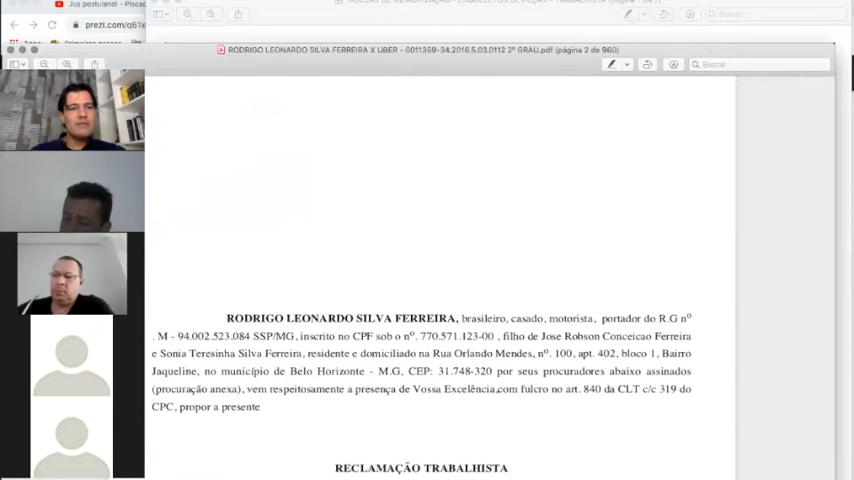 Jus postulandi - Piscad
prezi.com/q61x
RODRIGO LEONARDO SILVA FERREIRA X UBER - 0011359-34.2016.5.03.0112 2º GRAU.pdf (página 2 de 960)
Buscar
Buscar
RODRIGO LEONARDO SILVA FERREIRA, brasileiro, casado, motorista, portador do R.G nº
. M - 94.002.523.084 SSP/MG, inscrito no CPF sob o nº. 770.571.123-00 , filho de Jose Robson Conceicao Ferreira
e Sonia Teresinha Silva Ferreira, residente e domiciliado na Rua Orlando Mendes, nº. 100, apt. 402, bloco 1, Bairro
Jaqueline, no município de Belo Horizonte - M.G, CEP: 31.748-320 por seus procuradores abaixo assinados
(procuração anexa), vem respeitosamente a presença de Vossa Excelência,com fulcro no art. 840 da CLT c/c 319 do
CPC, propor a presente
RECLAMAÇÃO TRABALHISTA